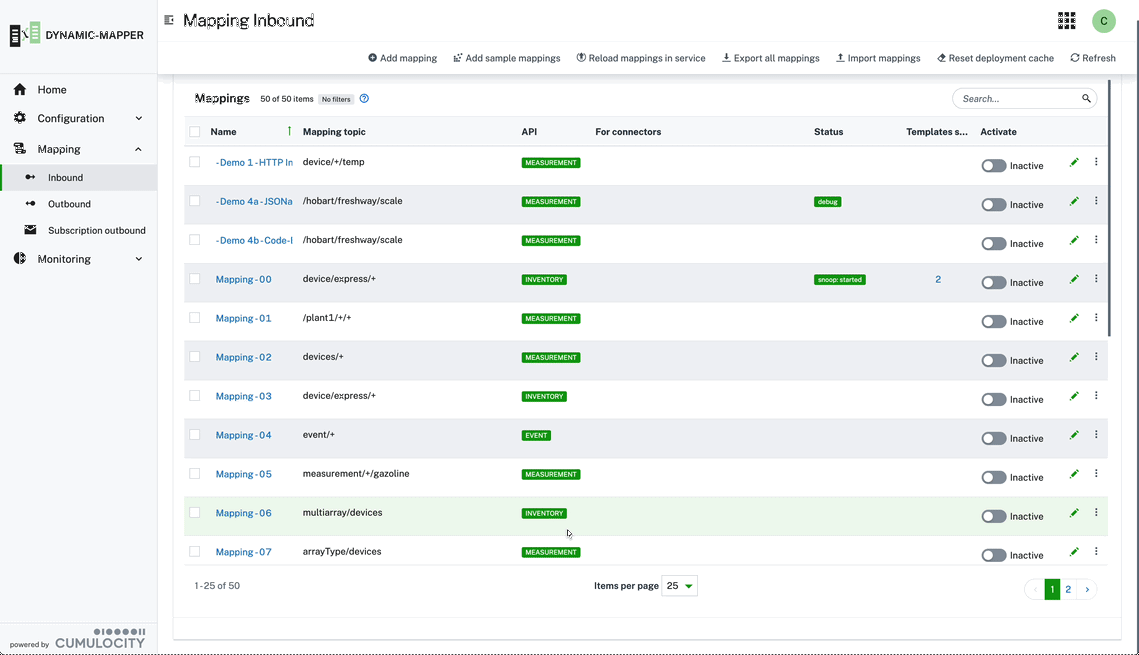 DYNAMIC-MAPPER
Mapping Inbound
C
Add mapping
Add sample mappings
Reload mappings in service
Export all mappings
Import mappings
Reset deployment cache
Refresh
Home
Configuration
Mapping
Inbound
Outbound
Subscription outbound
Monitoring
Mappings 50 of 50 items No filters
Search...
Name Mapping topic API For connectors Status Templates s... Activate
- Demo 1 - HTTP In device/+/temp MEASUREMENT Inactive
- Demo 4a - JSONa /hobart/freshway/scale MEASUREMENT debug Inactive
- Demo 4b - Code-I /hobart/freshway/scale MEASUREMENT Inactive
Mapping - 00 device/express/+ INVENTORY snoop: started 2 Inactive
Mapping - 01 /plant1/+/+ MEASUREMENT Inactive
Mapping - 02 devices/+ MEASUREMENT Inactive
Mapping - 03 device/express/+ INVENTORY Inactive
Mapping - 04 event/+ EVENT Inactive
Mapping - 05 measurement/+/gazoline MEASUREMENT Inactive
Mapping - 06 multiarray/devices INVENTORY Inactive
Mapping - 07 arrayType/devices MEASUREMENT Inactive
1-25 of 50 Items per page 25 1 2
powered by CUMULOCITY